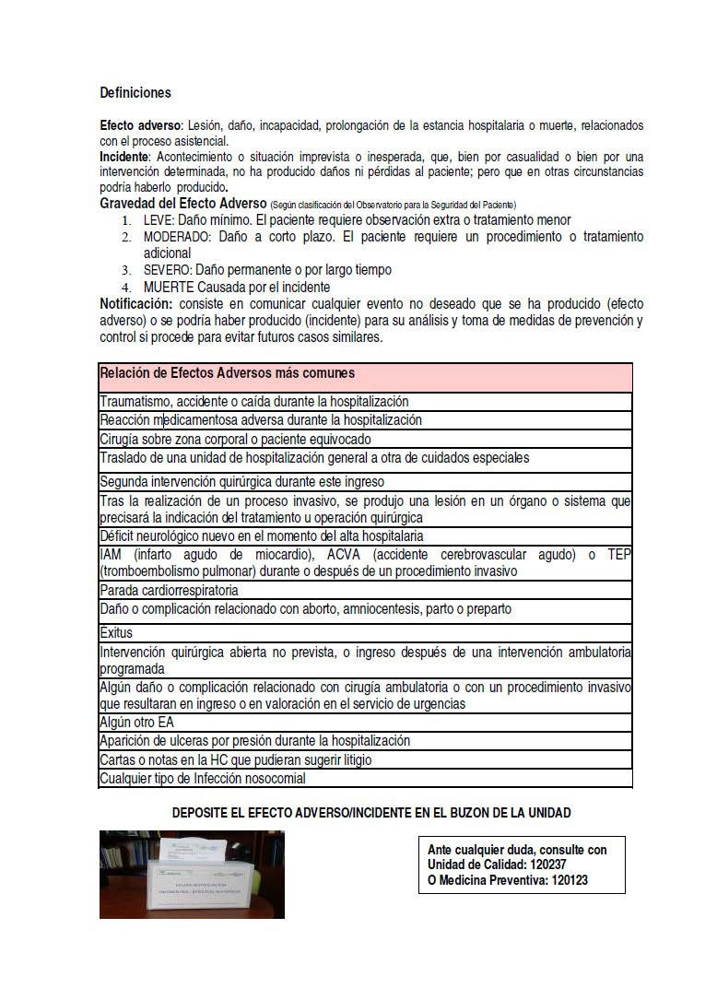 Definiciones
Efecto adverso: Lesión, daño, incapacidad, prolongación de la estancia hospitalaria o muerte, relacionados
con el proceso asistencial.
Incidente: Acontecimiento o situación imprevista o inesperada, que, bien por casualidad o bien por una
intervención determinada, no ha producido daños ni pérdidas al paciente; pero que en otras circunstancias
podría haberlo producido.
Gravedad del Efecto Adverso (Según clasificación del Observatorio para la Seguridad del Paciente)
1. LEVE: Daño mínimo. El paciente requiere observación extra o tratamiento menor
2. MODERADO: Daño a corto plazo. El paciente requiere un procedimiento o tratamiento
adicional
3. SEVERO: Daño permanente o por largo tiempo
4. MUERTE Causada por el incidente
Notificación: consiste en comunicar cualquier evento no deseado que se ha producido (efecto
adverso) o se podría haber producido (incidente) para su análisis y toma de medidas de prevención y
control si procede para evitar futuros casos similares.
Relación de Efectos Adversos más comunes
Traumatismo, accidente o caída durante la hospitalización
Reacción medicamentosa adversa durante la hospitalización
Cirugía sobre zona corporal o paciente equivocado
Traslado de una unidad de hospitalización general a otra de cuidados especiales
Segunda intervención quirúrgica durante este ingreso
Tras la realización de un proceso invasivo, se produjo una lesión en un órgano o sistema que
precisará la indicación del tratamiento u operación quirúrgica
Déficit neurológico nuevo en el momento del alta hospitalaria
IAM (infarto agudo de miocardio), ACVA (accidente cerebrovascular agudo) o TEP
(tromboembolismo pulmonar) durante o después de un procedimiento invasivo
Parada cardiorrespiratoria
Daño o complicación relacionado con aborto, amniocentesis, parto o preparto
Éxitus
Intervención quirúrgica abierta no prevista, o ingreso después de una intervención ambulatoria
programada
Algún daño o complicación relacionado con cirugía ambulatoria o con un procedimiento invasivo
que resultaran en ingreso o en valoración en el servicio de urgencias
Algún otro EA
Aparición de ulceras por presión durante la hospitalización
Cartas o notas en la HC que pudieran sugerir litigio
Cualquier tipo de Infección nosocomial
DEPOSITE EL EFECTO ADVERSO/INCIDENTE EN EL BUZON DE LA UNIDAD
HOJAS NOTIFICACION
INCIDENTES / EFECTOS ADVERSOS
Ante cualquier duda, consulte con
Unidad de Calidad: 120237
O Medicina Preventiva: 120123